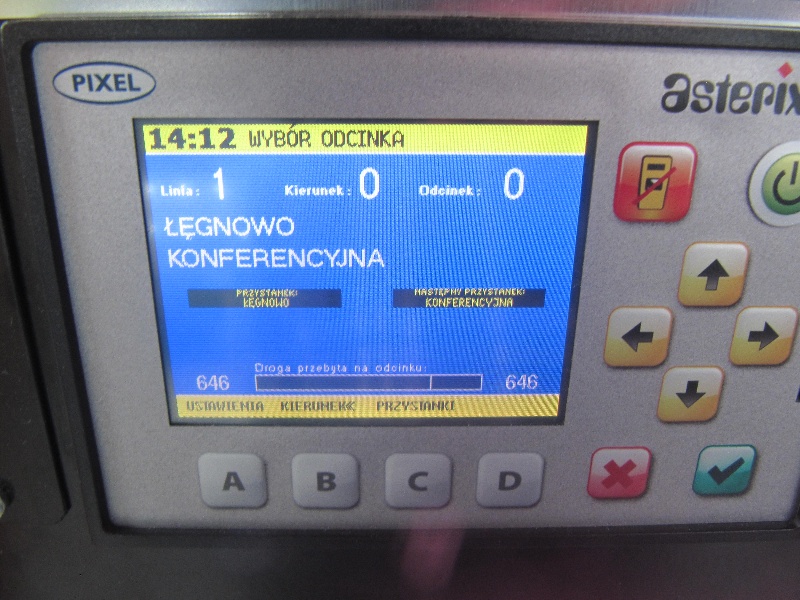 PIXEL
asterix
14:12 WYBÓR ODCINKA
Linia: 1 Kierunek: 0 Odcinek: 0
ŁĘGNOWO
KONFERENCYJNA
PRZYSTANEK: NASTĘPNY PRZYSTANEK:
ŁĘGNOWO KONFERENCYJNA
Droga przebyta na odcinku:
646 646
USTAWIENIA KIERUNEK< PRZYSTANKI
A B C D